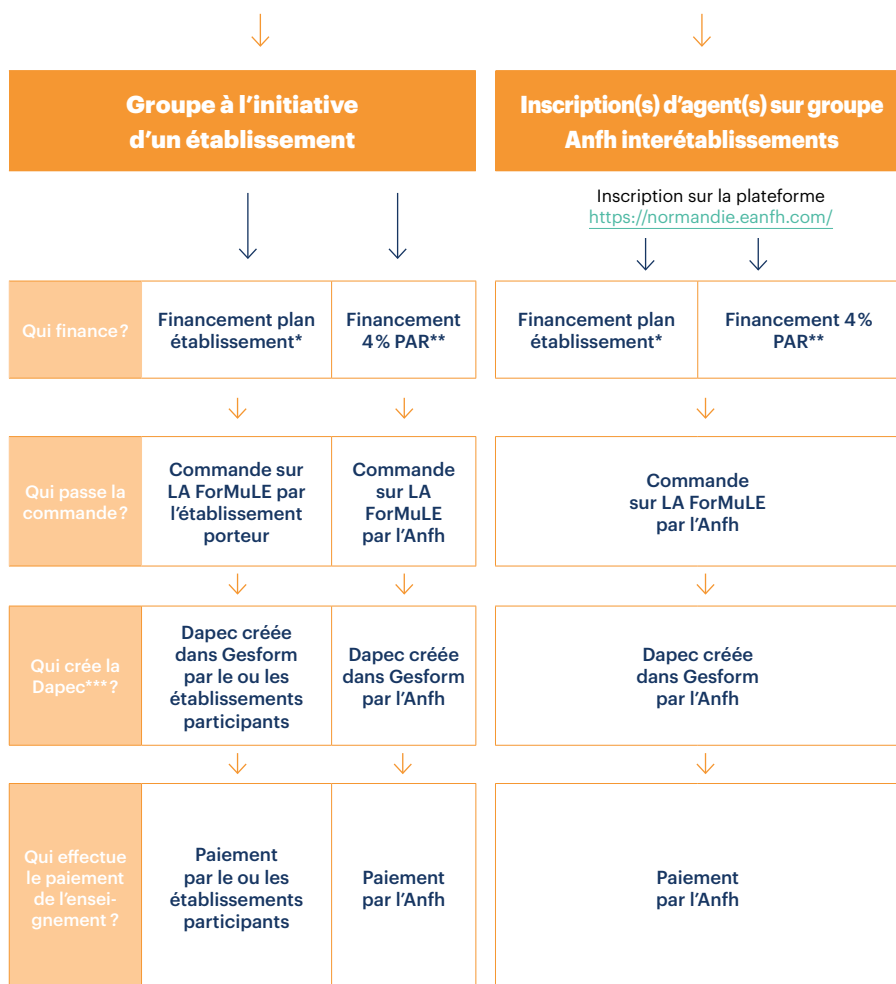 Groupe à l'initiative
d'un établissement
Inscription(s) d'agent(s) sur groupe
Anfh interétablissements
Inscription sur la plateforme
https://normandie.eanfh.com/
Qui finance ?
Financement plan
établissement*
Financement
4 % PAR**
Financement plan
établissement*
Financement 4 %
PAR**
Qui passe la
commande ?
Commande sur
LA ForMuLE par
l'établissement
porteur
Commande
sur LA
ForMuLE
par l'Anfh
Commande
sur LA ForMuLE
par l'Anfh
Qui crée la
Dapec*** ?
Dapec créée
dans Gesform
par le ou les
établissements
participants
Dapec créée
dans Gesform
par l'Anfh
Dapec créée
dans Gesform
par l'Anfh
Qui effectue
le paiement
de l'ensei-
gnement ?
Paiement
par le ou les
établissements
participants
Paiement
par l'Anfh
Paiement
par l'Anfh